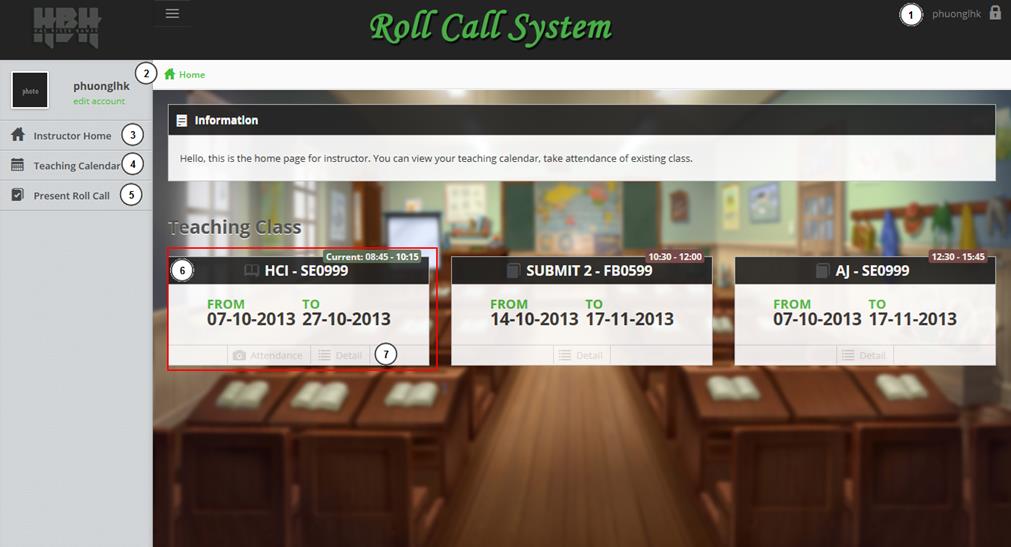 HBH
Roll Call System
1
phuonglhk
photo
phuonglhk
edit account
2
Home
Instructor Home 3
Teaching Calendar 4
Present Roll Call 5
Information
Hello, this is the home page for instructor. You can view your teaching calendar, take attendance of existing class.
Teaching Class
Current: 08:45 - 10:15
6
HCI - SE0999
FROM TO
07-10-2013 27-10-2013
Attendance Detail 7
10:30 - 12:00
SUBMIT 2 - FB0599
FROM TO
14-10-2013 17-11-2013
Detail
12:30 - 15:45
AJ - SE0999
FROM TO
07-10-2013 17-11-2013
Detail